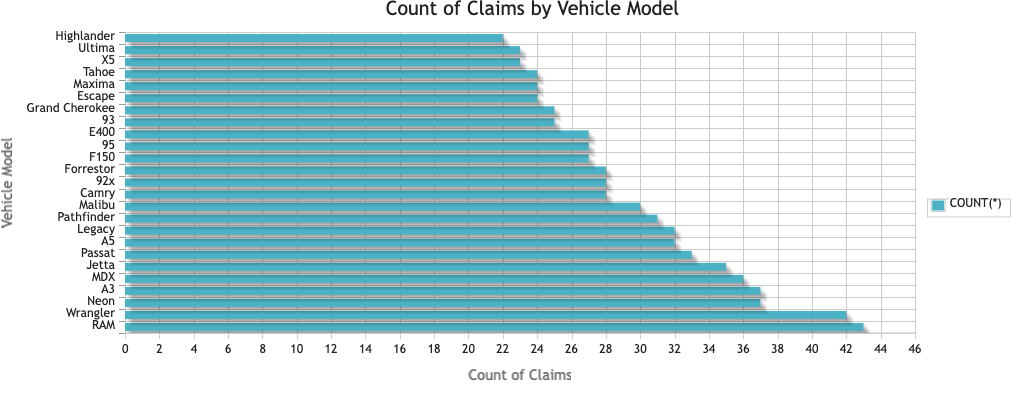 Count of Claims by Vehicle Model
Highlander
Ultima
X5
Tahoe
Maxima
Escape
Grand Cherokee
93
E400
95
F150
Forrestor
92x
Camry
Malibu
Pathfinder
Legacy
A5
Passat
Jetta
MDX
A3
Neon
Wrangler
RAM
Vehicle Model
COUNT(*)
0 2 4 6 8 10 12 14 16 18 20 22 24 26 28 30 32 34 36 38 40 42 44 46
Count of Claims